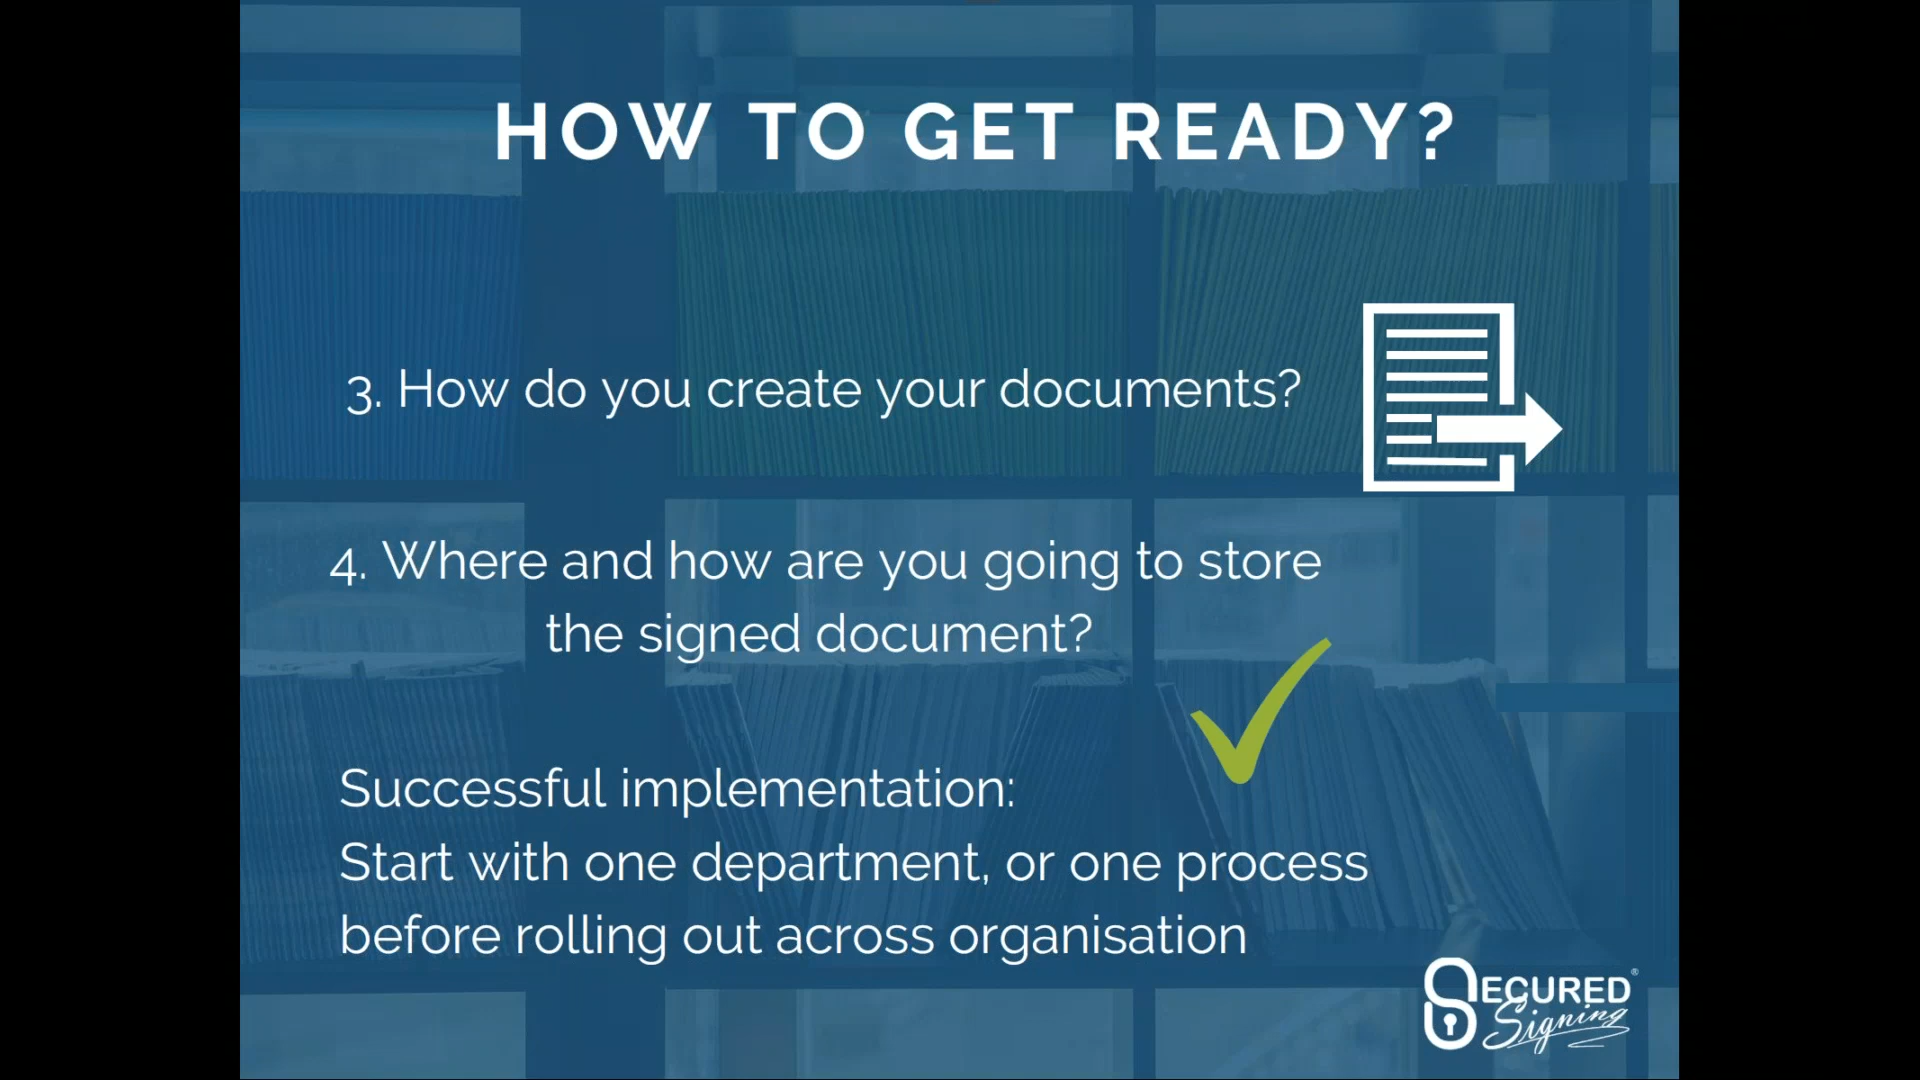 HOW TO GET READY?
3. How do you create your documents?
4. Where and how are you going to store
the signed document?
Successful implementation:
Start with one department, or one process
before rolling out across organisation
SECURED®
Signing